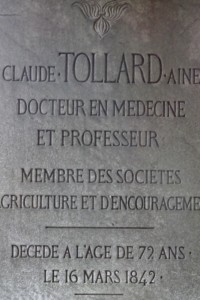 CLAUDE·TOLLARD·AINE
DOCTEUR EN MEDECINE
ET PROFESSEUR
MEMBRE DES SOCIETES
AGRICULTURE ET D'ENCOURAGEME
DECEDE A L'AGE DE 72 ANS·
LE 16 MARS 1842·